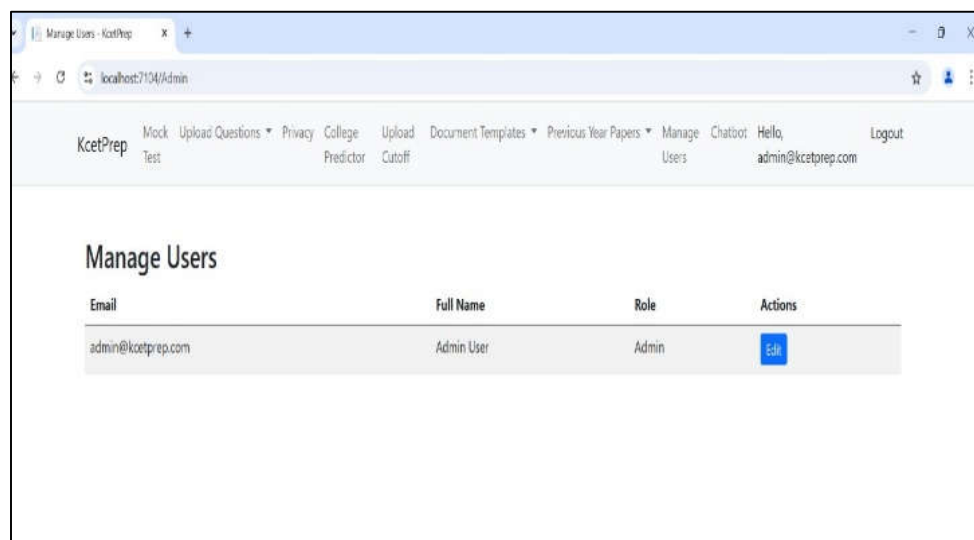 Manage Users - KcetPrep
localhost:7104/Admin
KcetPrep
Mock Test
Upload Questions
Privacy
College Predictor
Upload Cutoff
Document Templates
Previous Year Papers
Manage Users
Chatbot
Hello, admin@kcetprep.com
Logout
Manage Users
Email Full Name Role Actions
admin@kcetprep.com Admin User Admin Edit